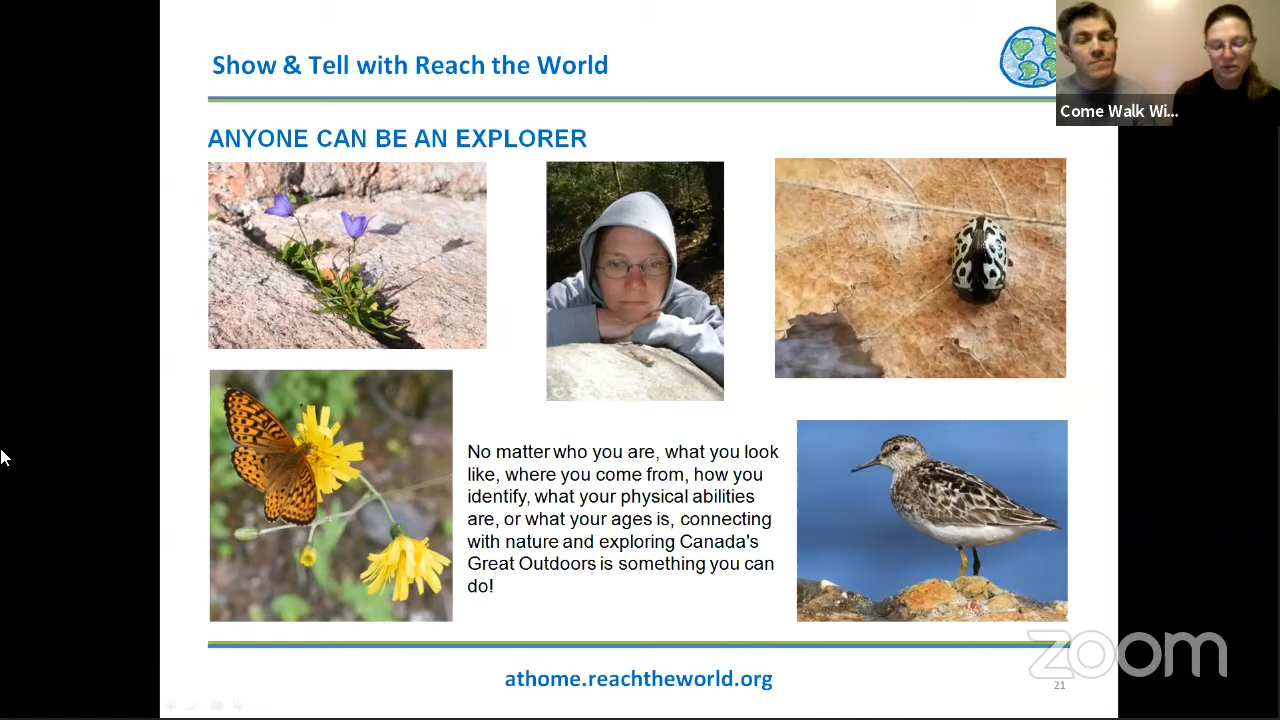 Show & Tell with Reach the World
Come Walk Wi...
ANYONE CAN BE AN EXPLORER
No matter who you are, what you look
like, where you come from, how you
identify, what your physical abilities
are, or what your ages is, connecting
with nature and exploring Canada's
Great Outdoors is something you can
do!
zoom
athome.reachtheworld.org
21